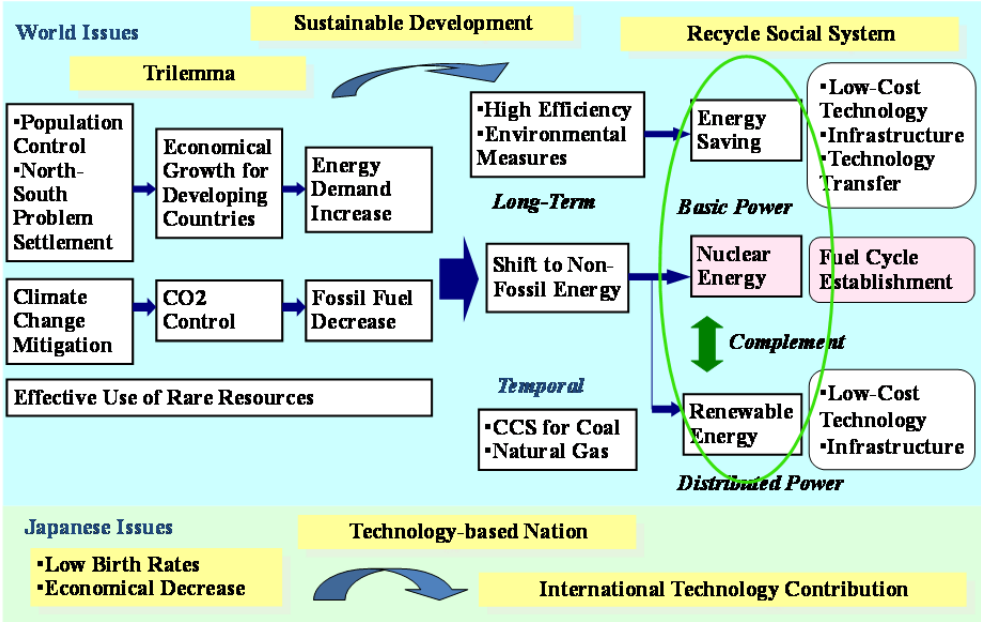 World Issues
Sustainable Development
Recycle Social System
Trilemma
▪Population
Control
▪North-
South
Problem
Settlement
Economical
Growth for
Developing
Countries
Energy
Demand
Increase
Climate
Change
Mitigation
CO2
Control
Fossil Fuel
Decrease
Effective Use of Rare Resources
▪High Efficiency
▪Environmental
Measures
Long-Term
Energy
Saving
Basic Power
▪Low-Cost
Technology
▪Infrastructure
▪Technology
Transfer
Shift to Non-
Fossil Energy
Nuclear
Energy
Fuel Cycle
Establishment
Complement
Temporal
▪CCS for Coal
▪Natural Gas
Renewable
Energy
Distributed Power
▪Low-Cost
Technology
▪Infrastructure
Japanese Issues
▪Low Birth Rates
▪Economical Decrease
Technology-based Nation
International Technology Contribution